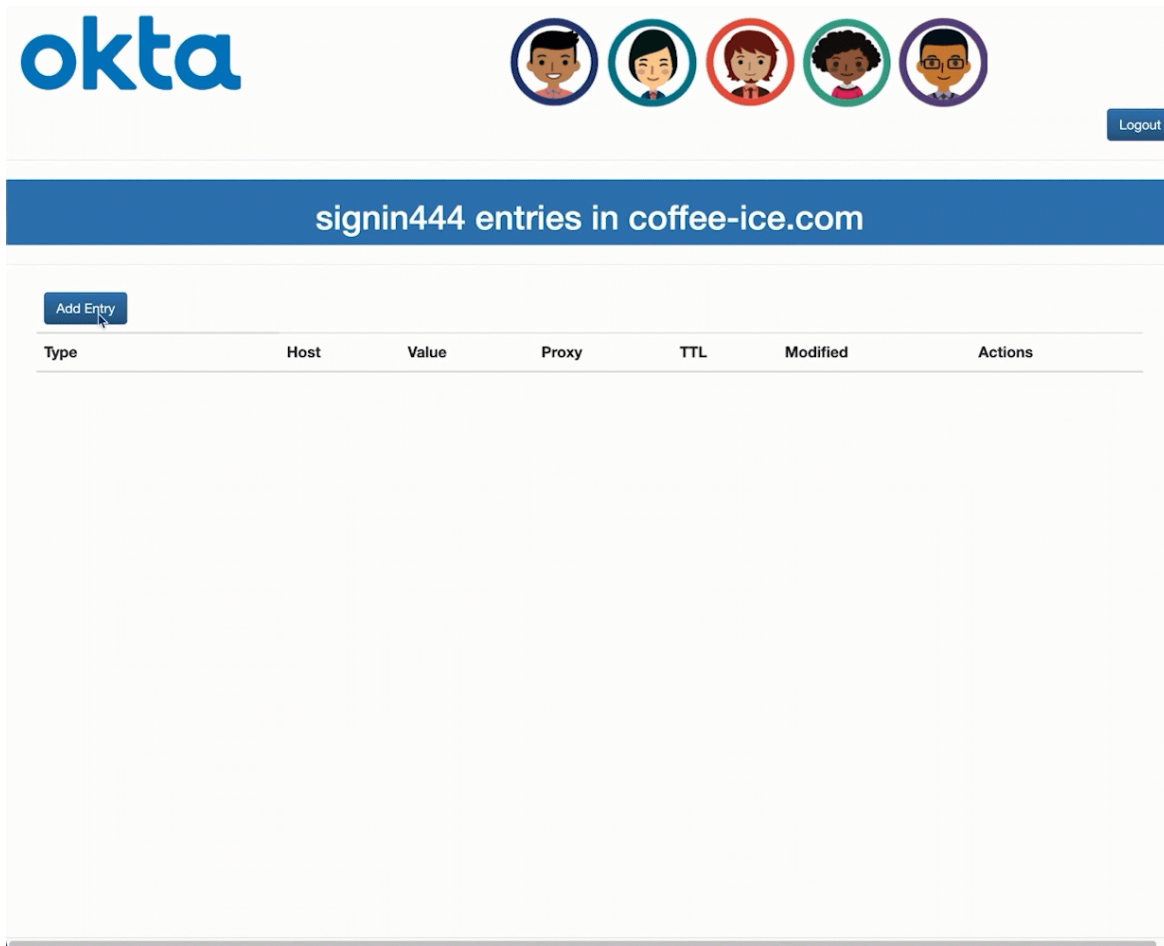 okta
Logout
signin444 entries in coffee-ice.com
Add Entry
Type Host Value Proxy TTL Modified Actions